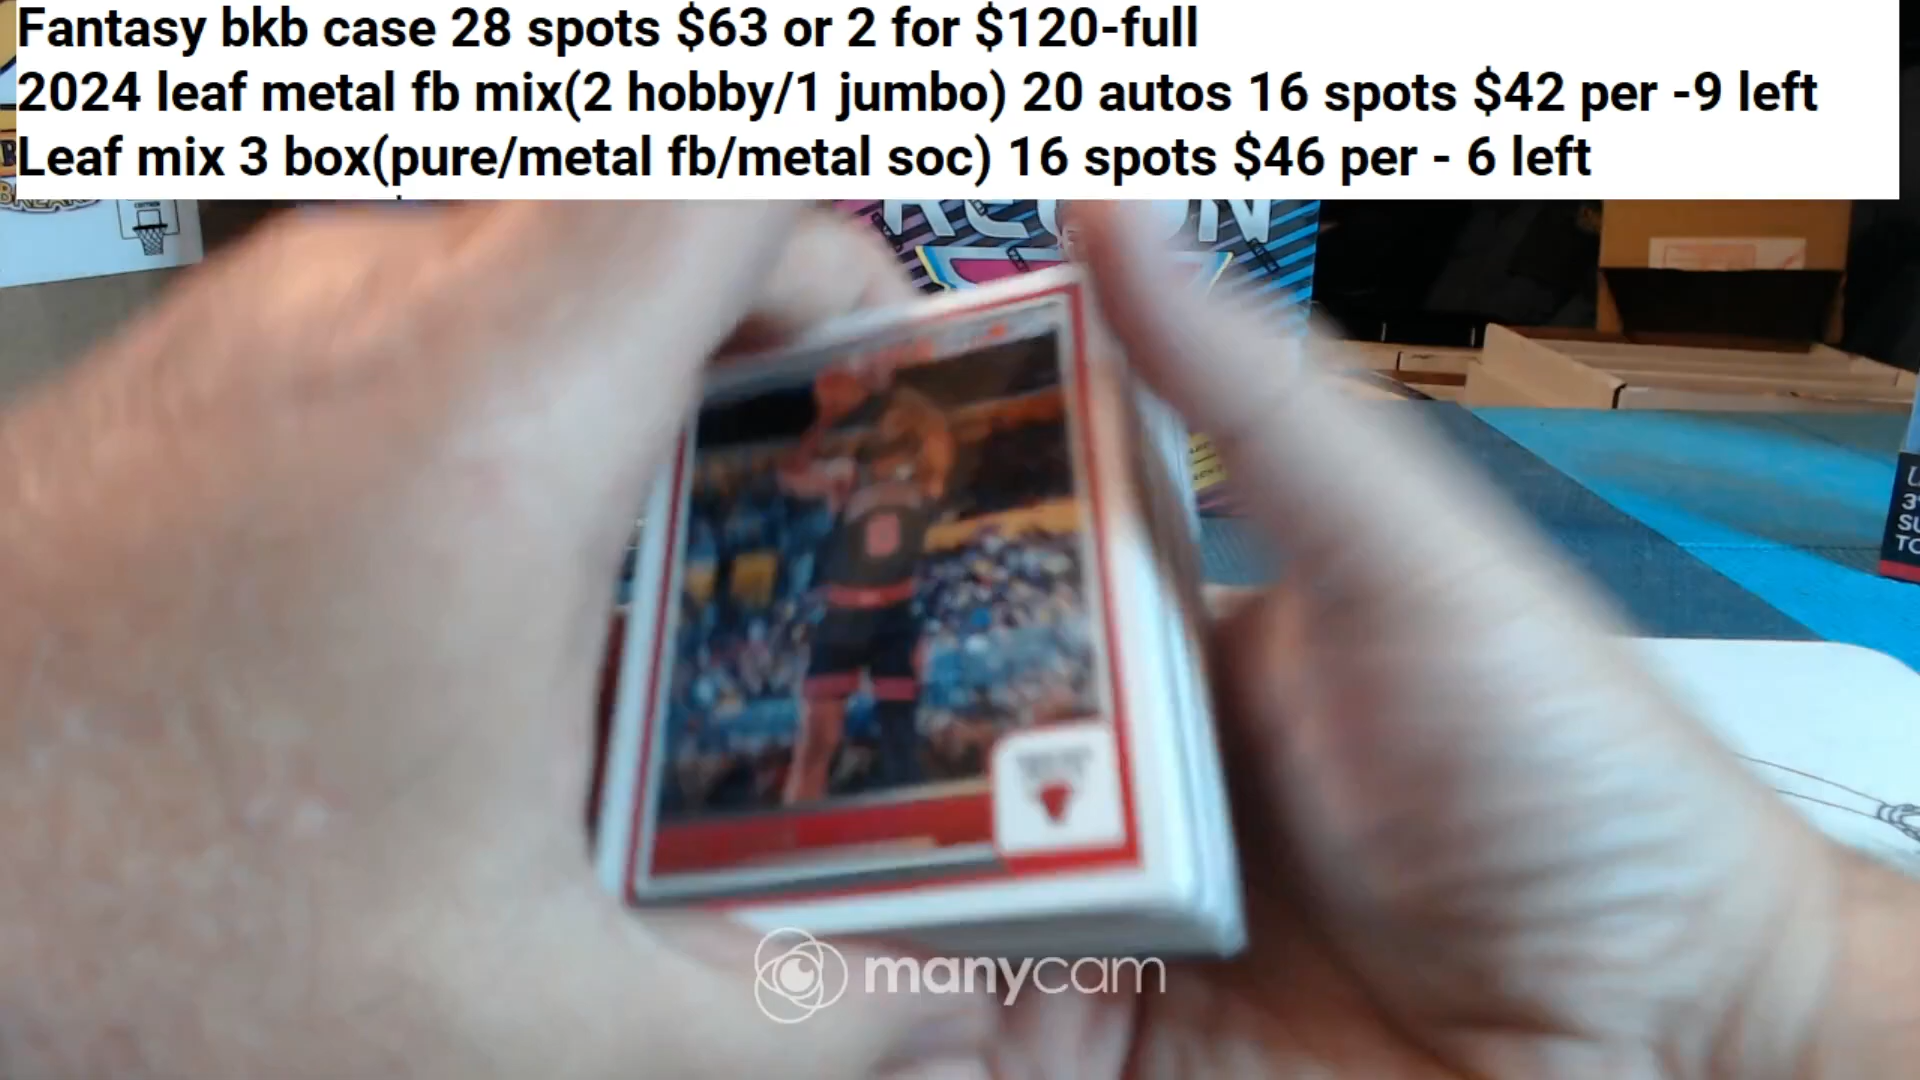 Fantasy bkb case 28 spots $63 or 2 for $120-full
2024 leaf metal fb mix(2 hobby/1 jumbo) 20 autos 16 spots $42 per -9 left
Leaf mix 3 box(pure/metal fb/metal soc) 16 spots $46 per - 6 left
manycam